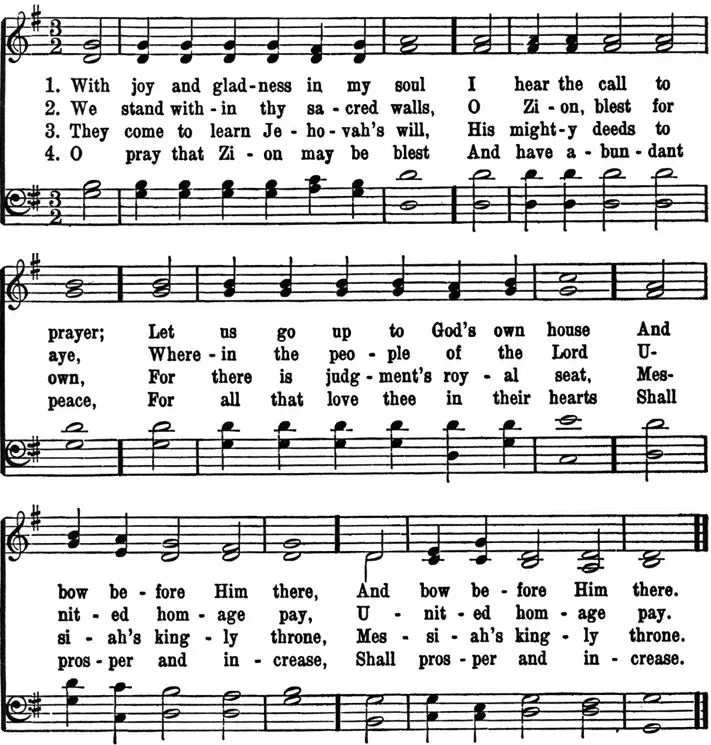 3
2
1. With joy and glad-ness in my soul I hear the call to
2. We stand with-in thy sa-cred walls, O Zi-on, blest for
3. They come to learn Je-ho-vah's will, His might-y deeds to
4. O pray that Zi-on may be blest And have a-bun-dant
3
2
prayer; Let us go up to God's own house And
aye, Where-in the peo-ple of the Lord U-
own, For there is judg-ment's roy-al seat, Mes-
peace, For all that love thee in their hearts Shall
bow be-fore Him there, And bow be-fore Him there.
nit-ed hom-age pay, U-nit-ed hom-age pay.
si-ah's king-ly throne, Mes-si-ah's king-ly throne.
pros-per and in-crease, Shall pros-per and in-crease.